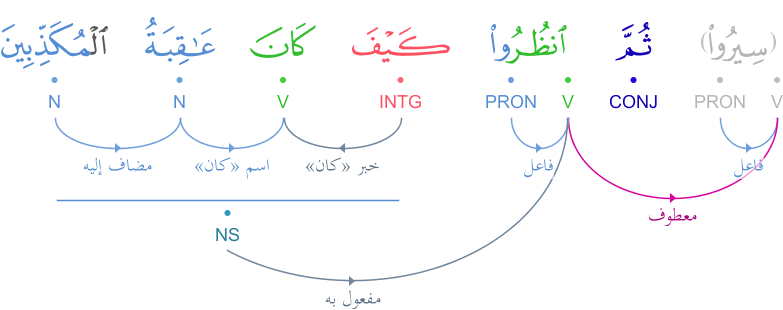 (سِيرُوا۟) ثُمَّ ٱنظُرُوا۟ كَيْفَ كَانَ عَـٰقِبَةُ ٱلْمُكَذِّبِينَ
V PRON CONJ V PRON INTG V N N
فاعل فاعل خبر «كان» اسم «كان» مضاف إليه
معطوف
NS
مفعول به